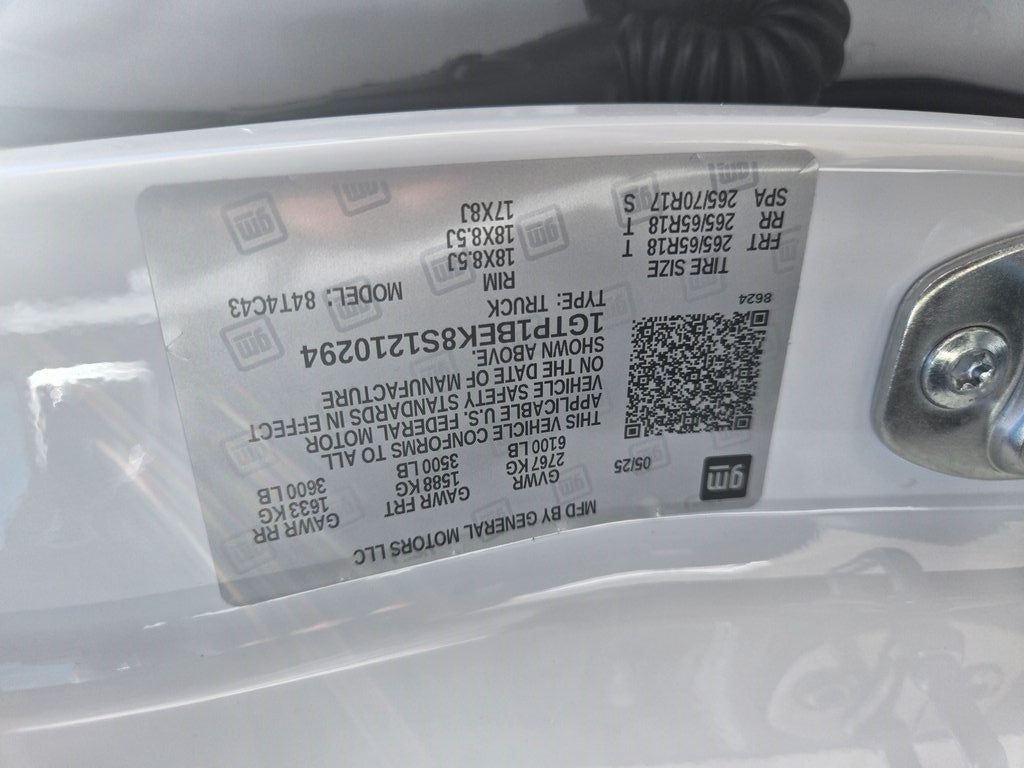 MFD BY GENERAL MOTORS LLC
gm
05/25
GVWR
2767 KG
6100 LB
GAWR FRT
1588 KG
3500 LB
GAWR RR
1633 KG
3600 LB
THIS VEHICLE CONFORMS TO ALL
APPLICABLE U.S. FEDERAL MOTOR
VEHICLE SAFETY STANDARDS IN EFFECT
ON THE DATE OF MANUFACTURE
SHOWN ABOVE.
1GTP1BEK8S1210294
TYPE: TRUCK
MODEL: 84T4C43
8624
TIRE SIZE
RIM
FRT 265/65R18 T 18X8.5J
RR 265/65R18 T 18X8.5J
SPA 265/70R17 S 17X8J